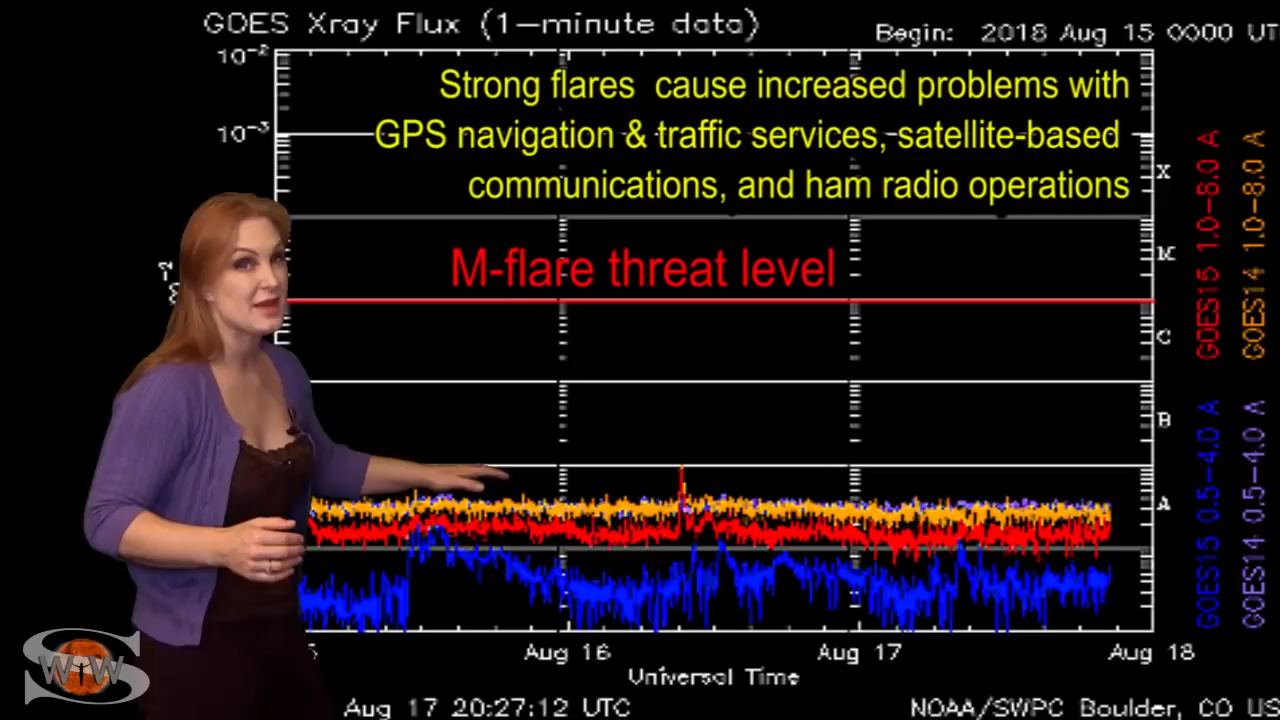 GOES Xray Flux (1-minute data)
Begin: 2018 Aug 15 0000 UT
10⁻²
Strong flares cause increased problems with
10⁻³
GPS navigation & traffic services, satellite-based
communications, and ham radio operations
X
M-flare threat level
M
C
B
A
GOES15 1.0-8.0 A
GOES14 1.0-8.0 A
GOES15 0.5-4.0 A
GOES14 0.5-4.0 A
Aug 16
Aug 17
Aug 18
Universal Time
Aug 17 20:27:12 UTC
NOAA/SWPC Boulder, CO US
S
WTW